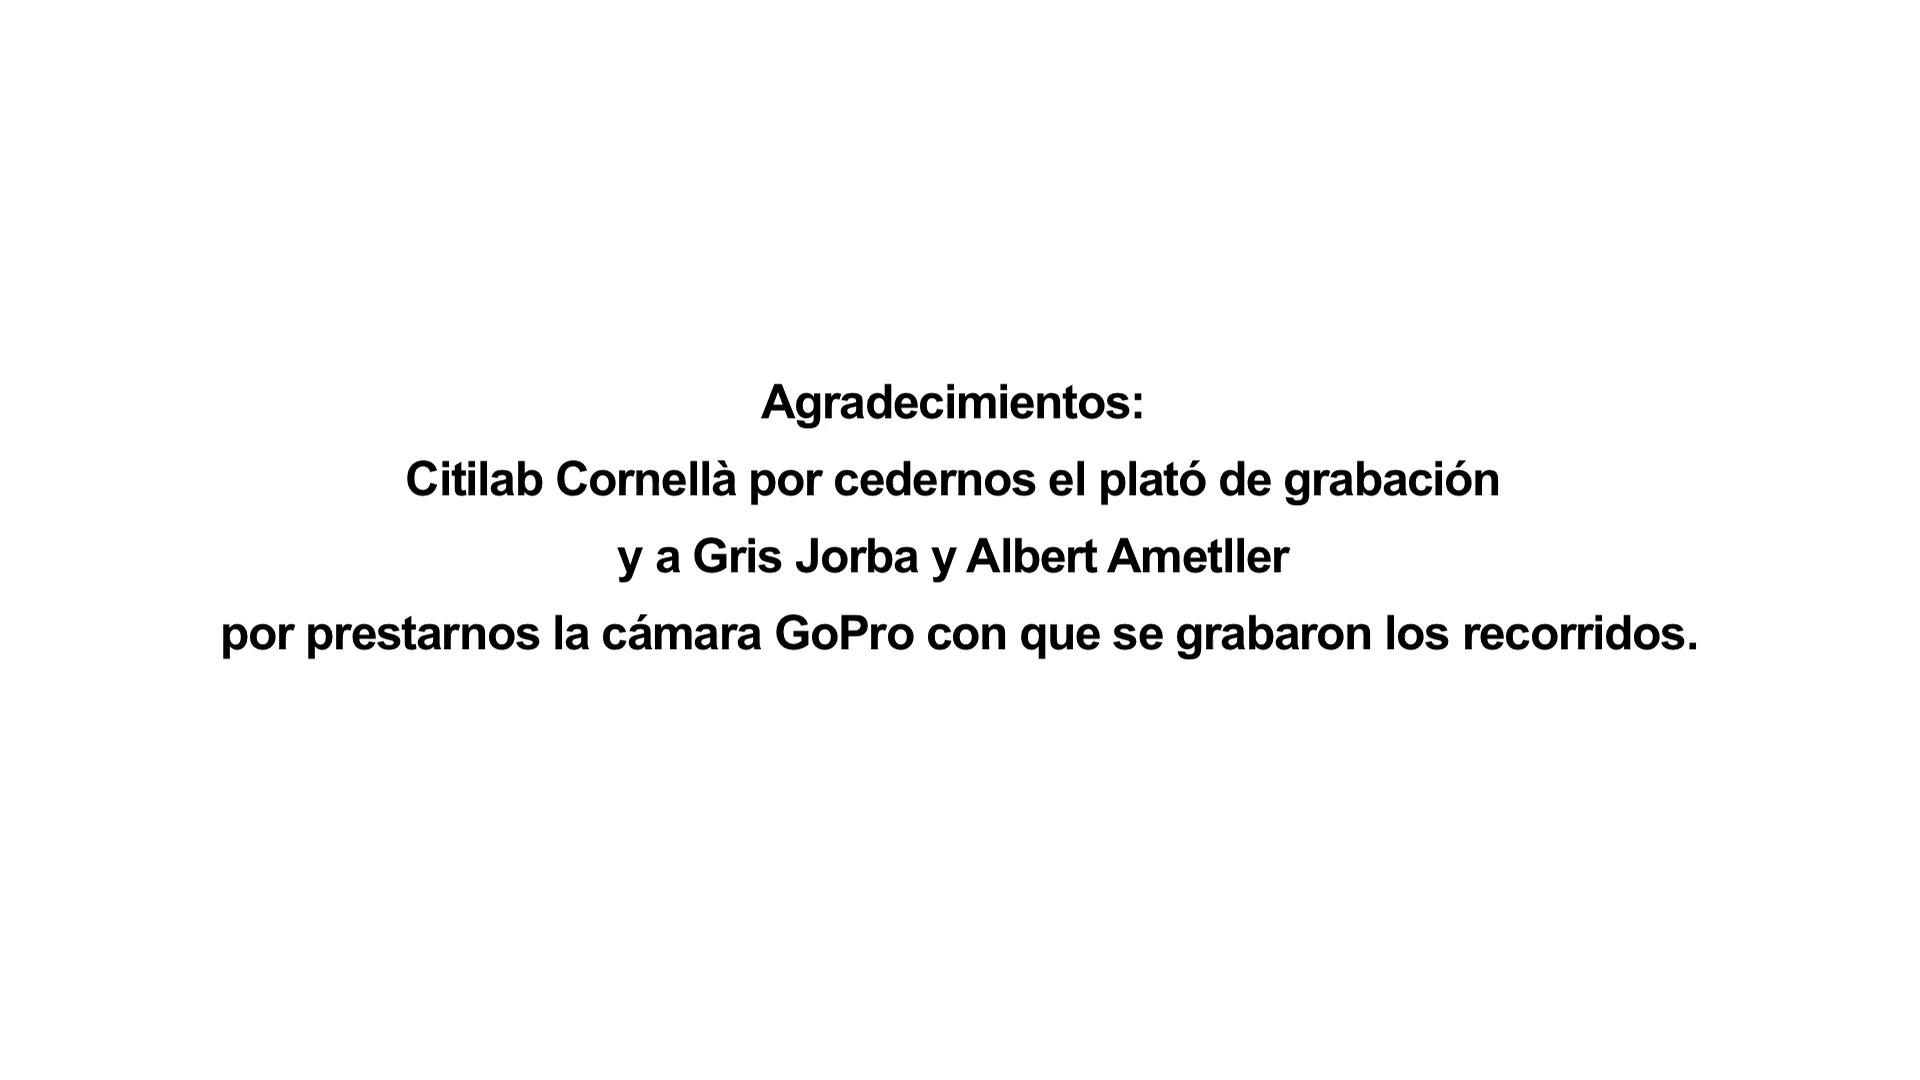 Agradecimientos:
Citilab Cornellà por cedernos el plató de grabación
y a Gris Jorba y Albert Ametller
por prestarnos la cámara GoPro con que se grabaron los recorridos.